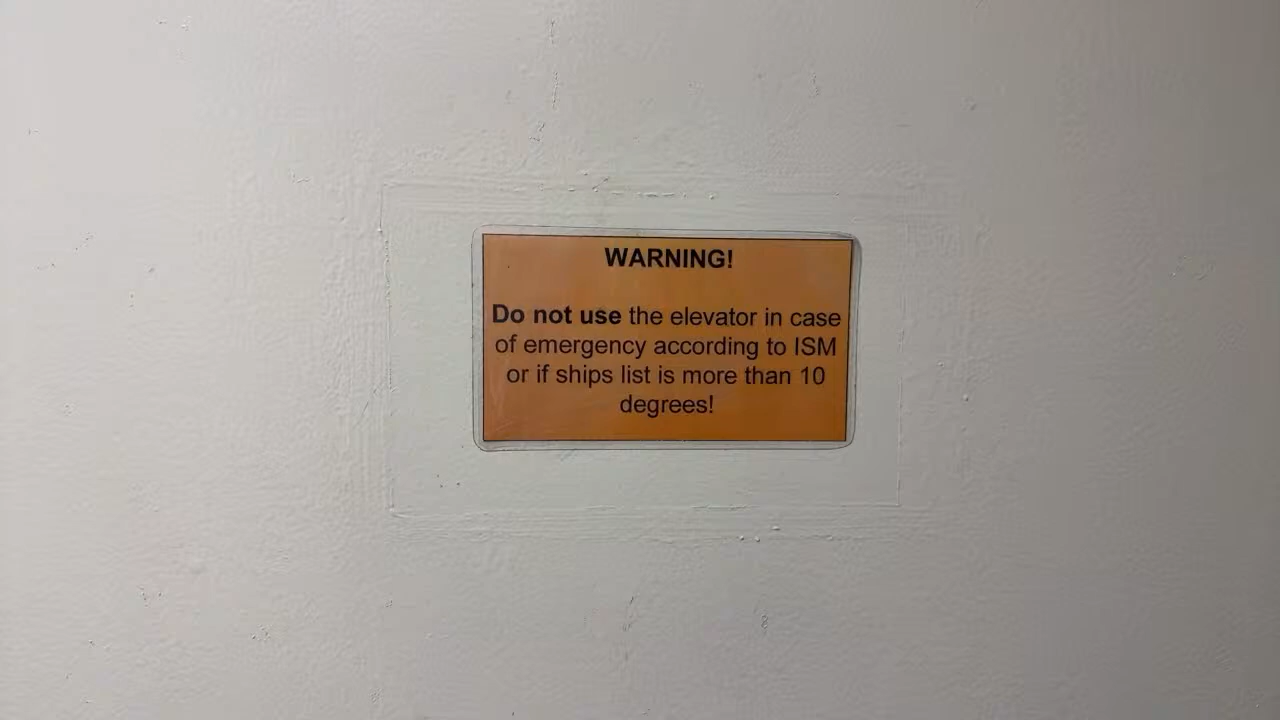 WARNING!
Do not use the elevator in case
of emergency according to ISM
or if ships list is more than 10
degrees!